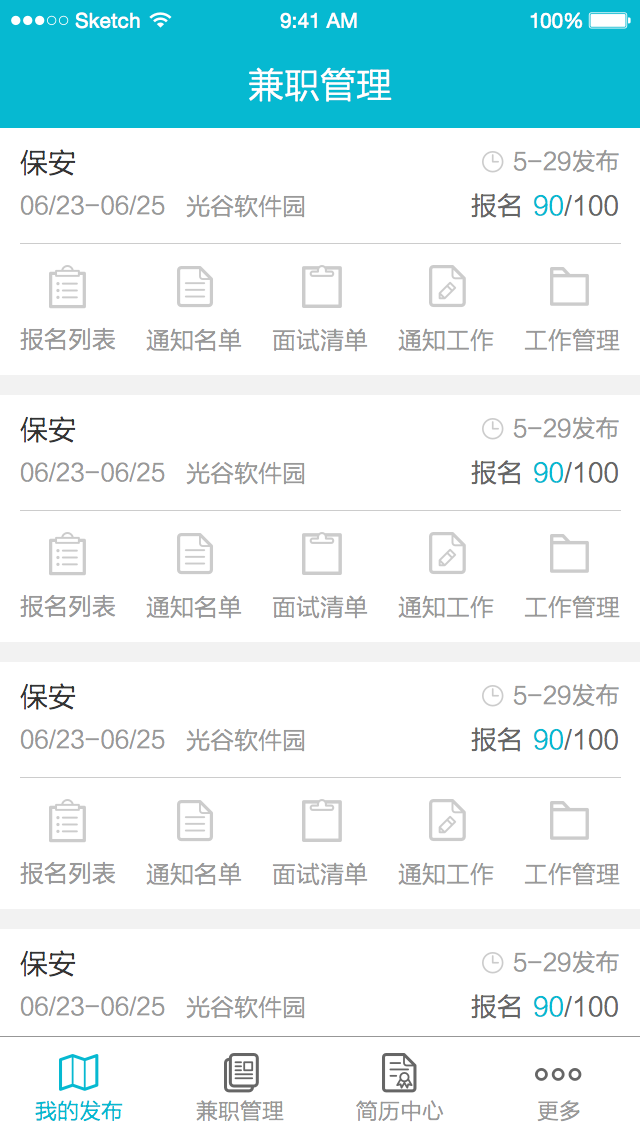 Sketch 9:41 AM 100%
兼职管理
保安 5-29发布
06/23-06/25 光谷软件园 报名 90/100
报名列表 通知名单 面试清单 通知工作 工作管理
保安 5-29发布
06/23-06/25 光谷软件园 报名 90/100
报名列表 通知名单 面试清单 通知工作 工作管理
保安 5-29发布
06/23-06/25 光谷软件园 报名 90/100
报名列表 通知名单 面试清单 通知工作 工作管理
保安 5-29发布
06/23-06/25 光谷软件园 报名 90/100
我的发布 兼职管理 简历中心 更多